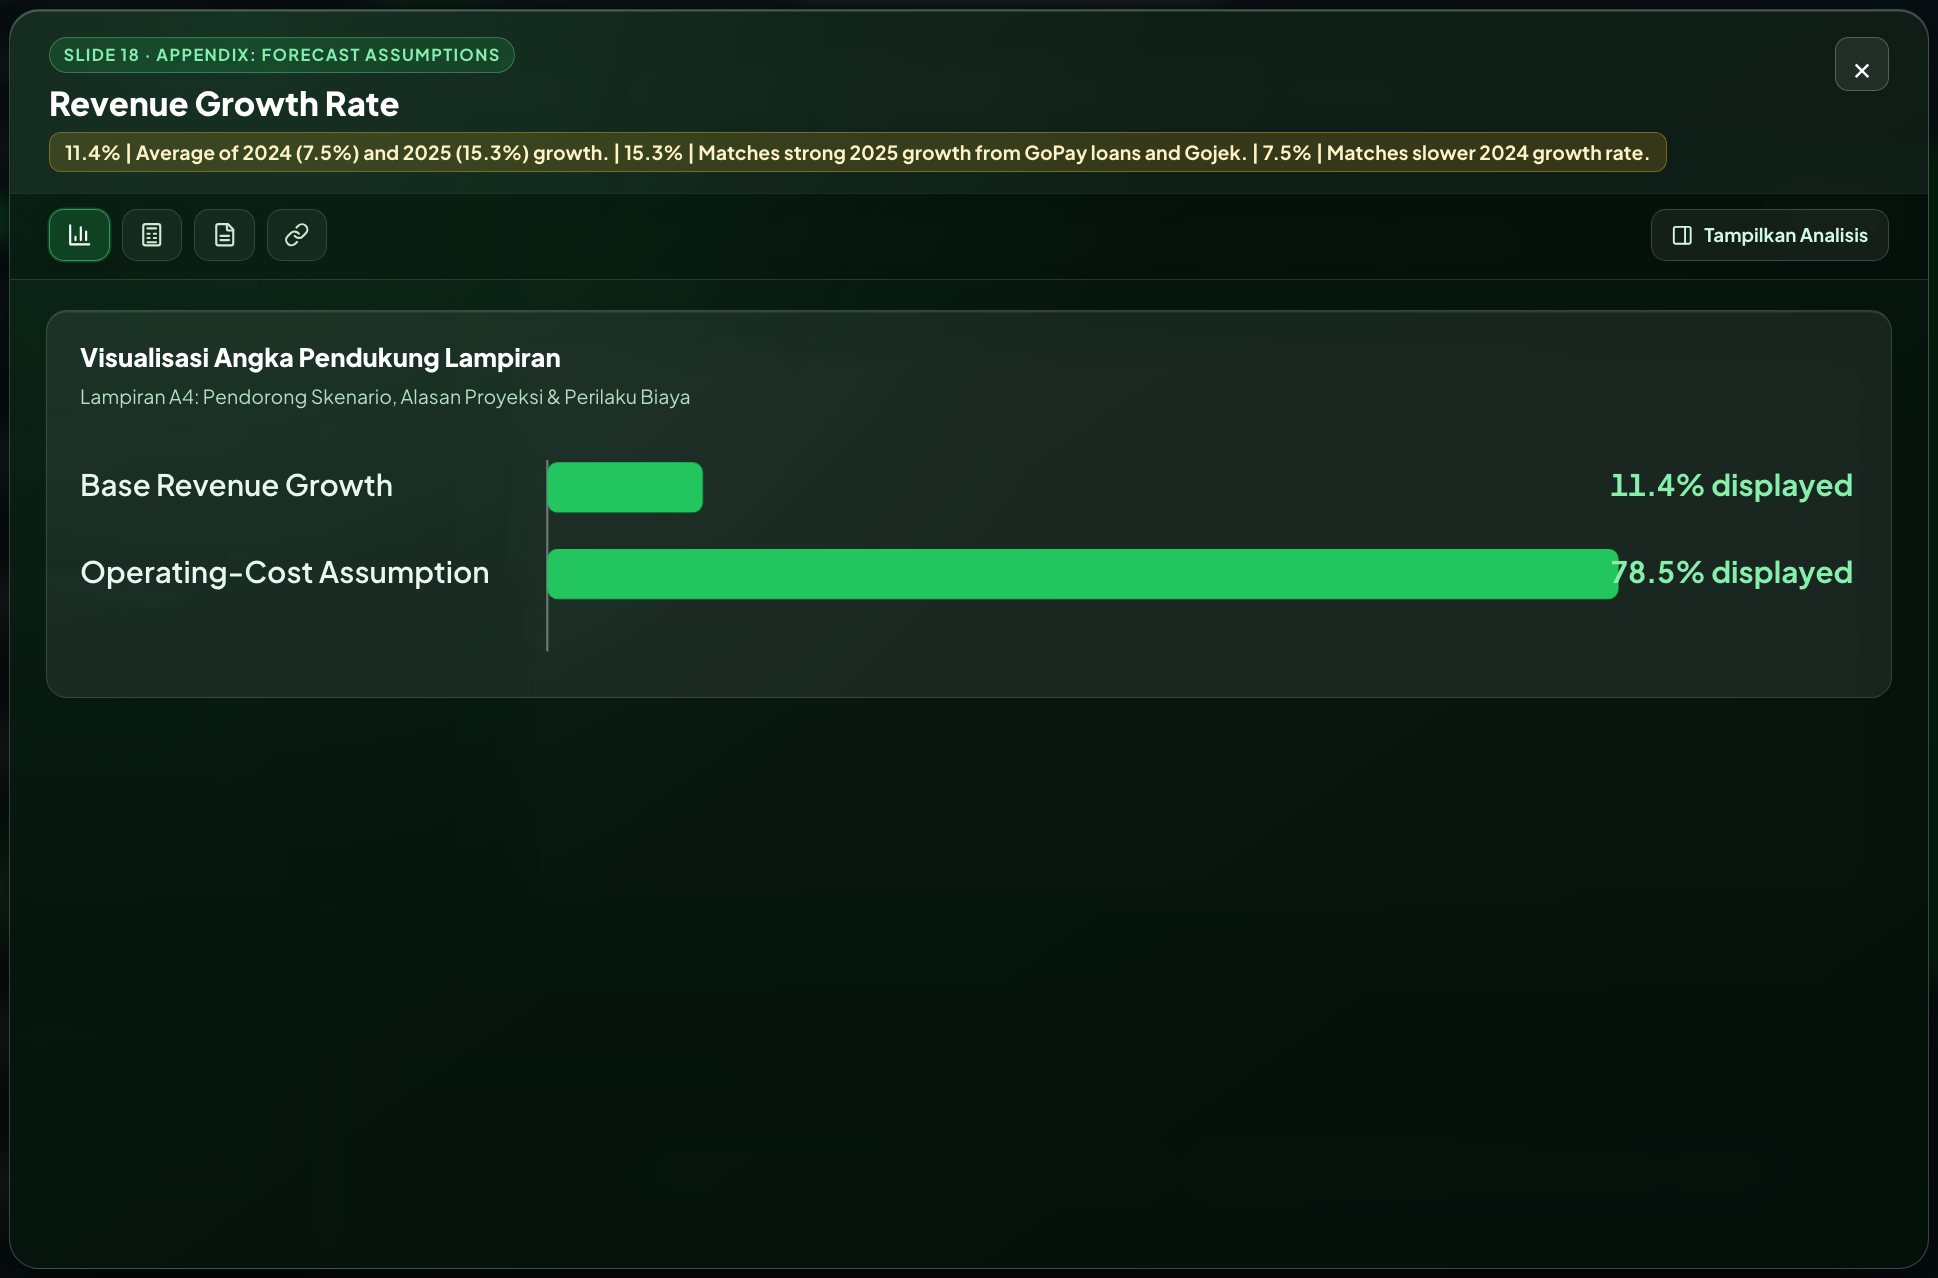 SLIDE 18 · APPENDIX: FORECAST ASSUMPTIONS
Revenue Growth Rate
11.4% | Average of 2024 (7.5%) and 2025 (15.3%) growth. | 15.3% | Matches strong 2025 growth from GoPay loans and Gojek. | 7.5% | Matches slower 2024 growth rate.
Tampilkan Analisis
Visualisasi Angka Pendukung Lampiran
Lampiran A4: Pendorong Skenario, Alasan Proyeksi & Perilaku Biaya
Base Revenue Growth 11.4% displayed
Operating-Cost Assumption 78.5% displayed